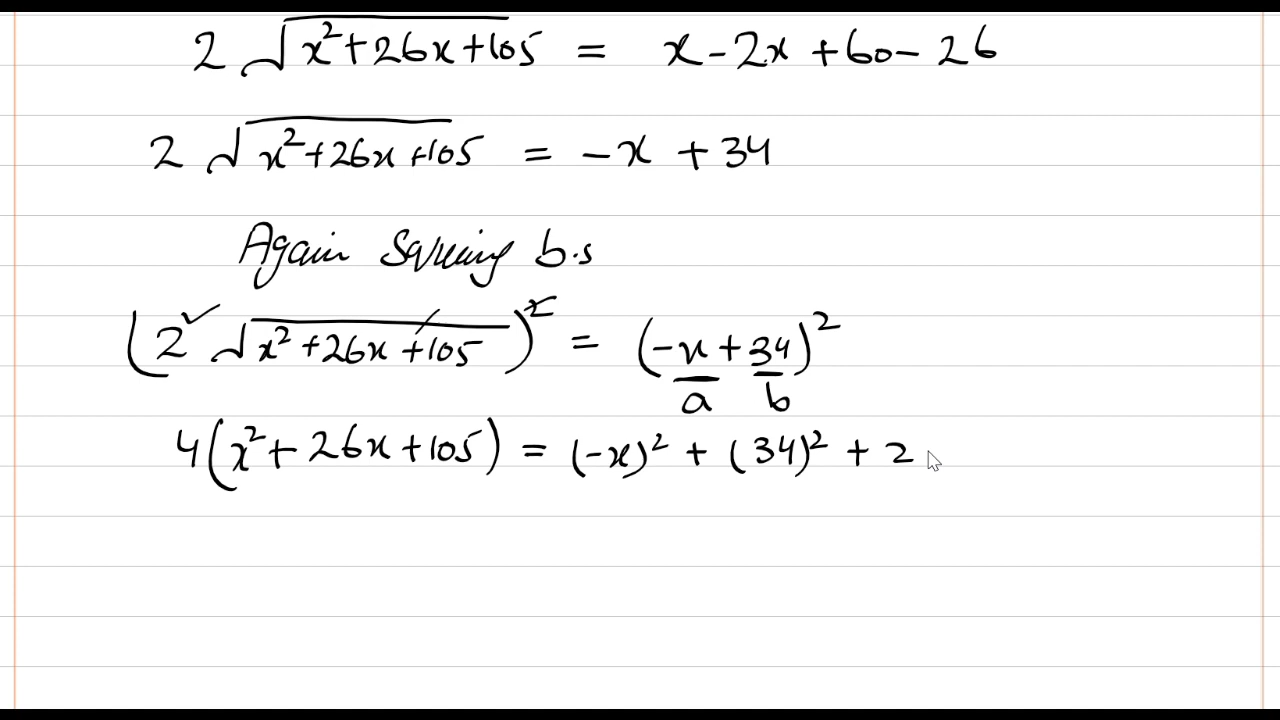 2 √(x²+26x+105) = x-2x+60-26
2 √(x²+26x+105) = -x +34
Again Squaring b.s
(2 √(x²+26x+105))² = (-x+34)²
a b
4(x²+26x+105) = (-x)² + (34)² + 2